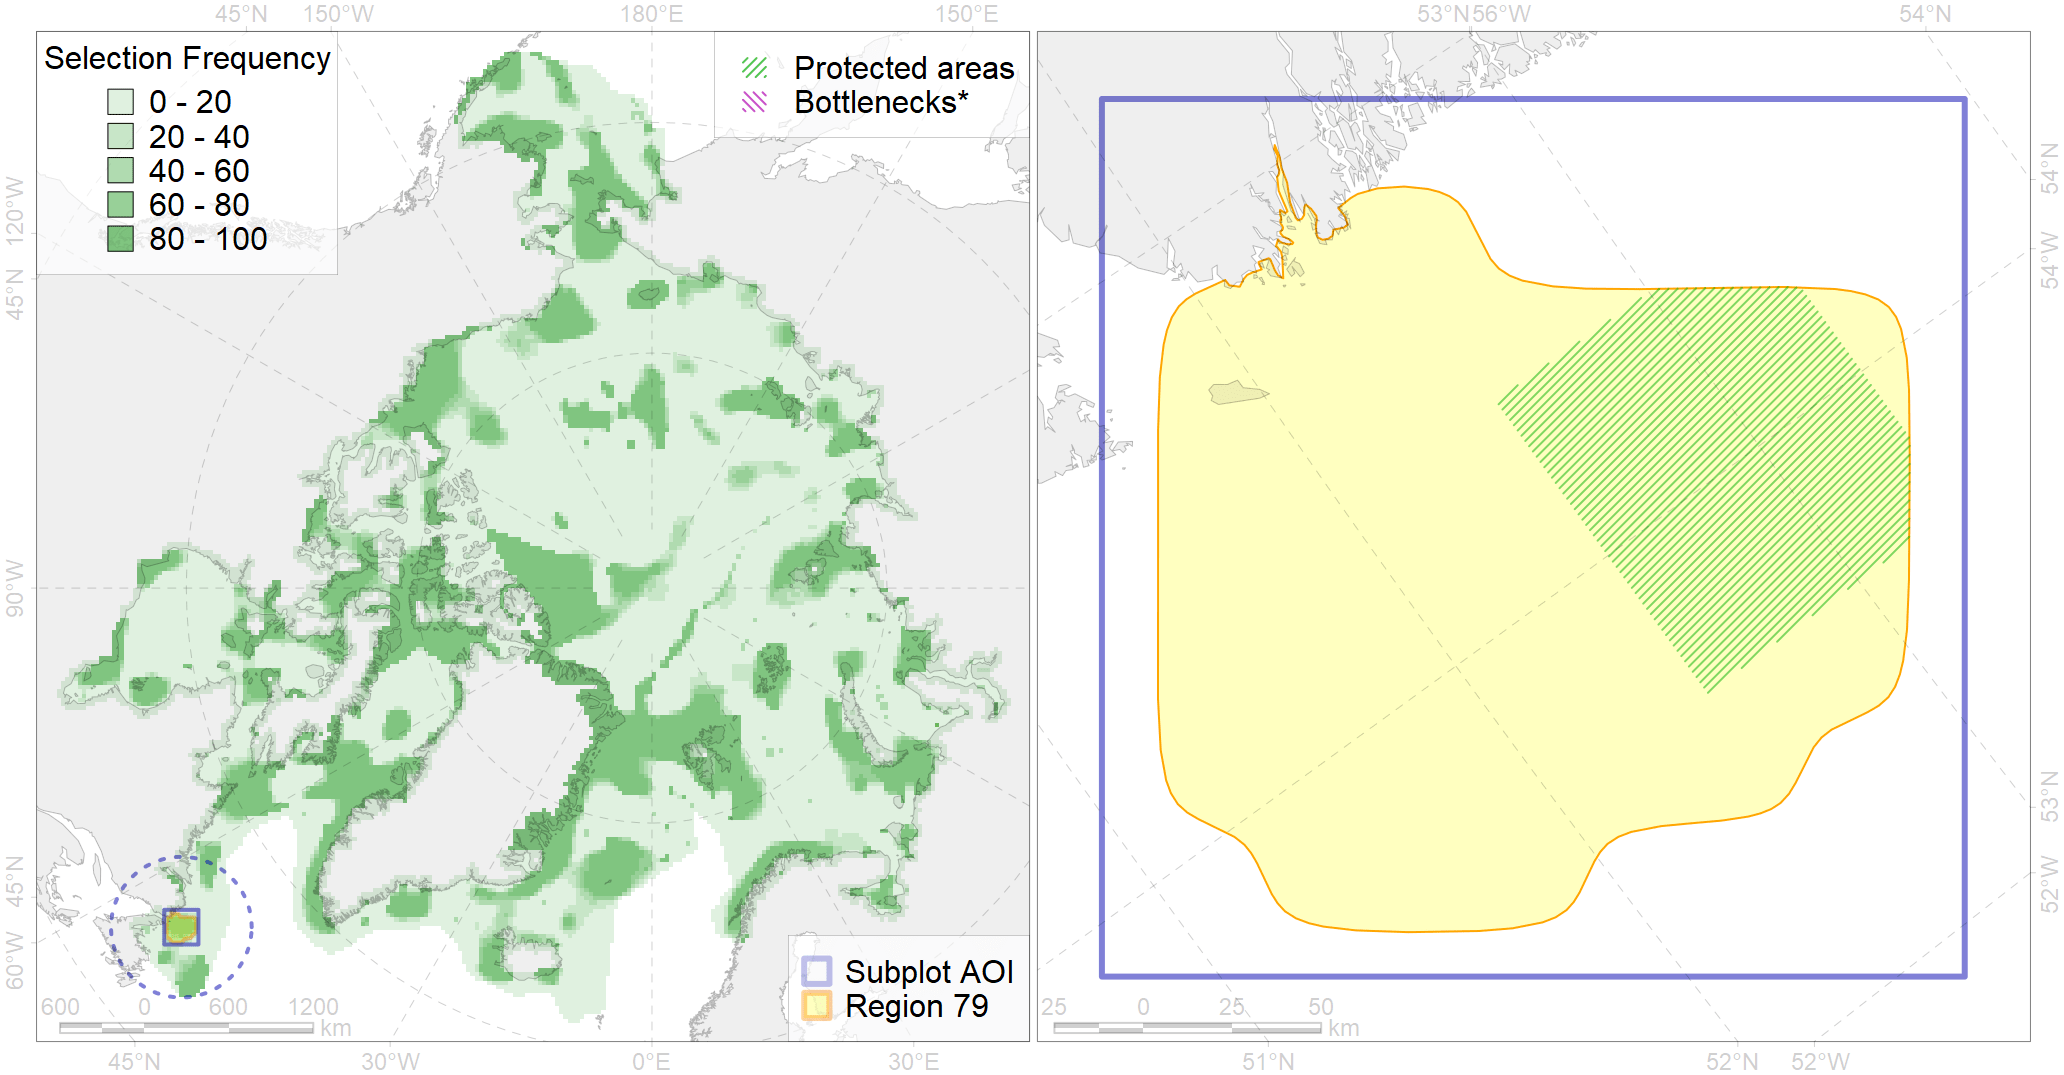 45°N 150°W 180°E 150°E 53°N56°W 54°N
Selection Frequency
0 - 20
20 - 40
40 - 60
60 - 80
80 - 100
Protected areas
Bottlenecks*
120°W
45°N
90°W
45°N
60°W
54°N
54°W
53°N
52°W
Subplot AOI
Region 79
600 0 600 1200
km
25 0 25 50
km
45°N 30°W 0°E 30°E 51°N 52°N 52°W